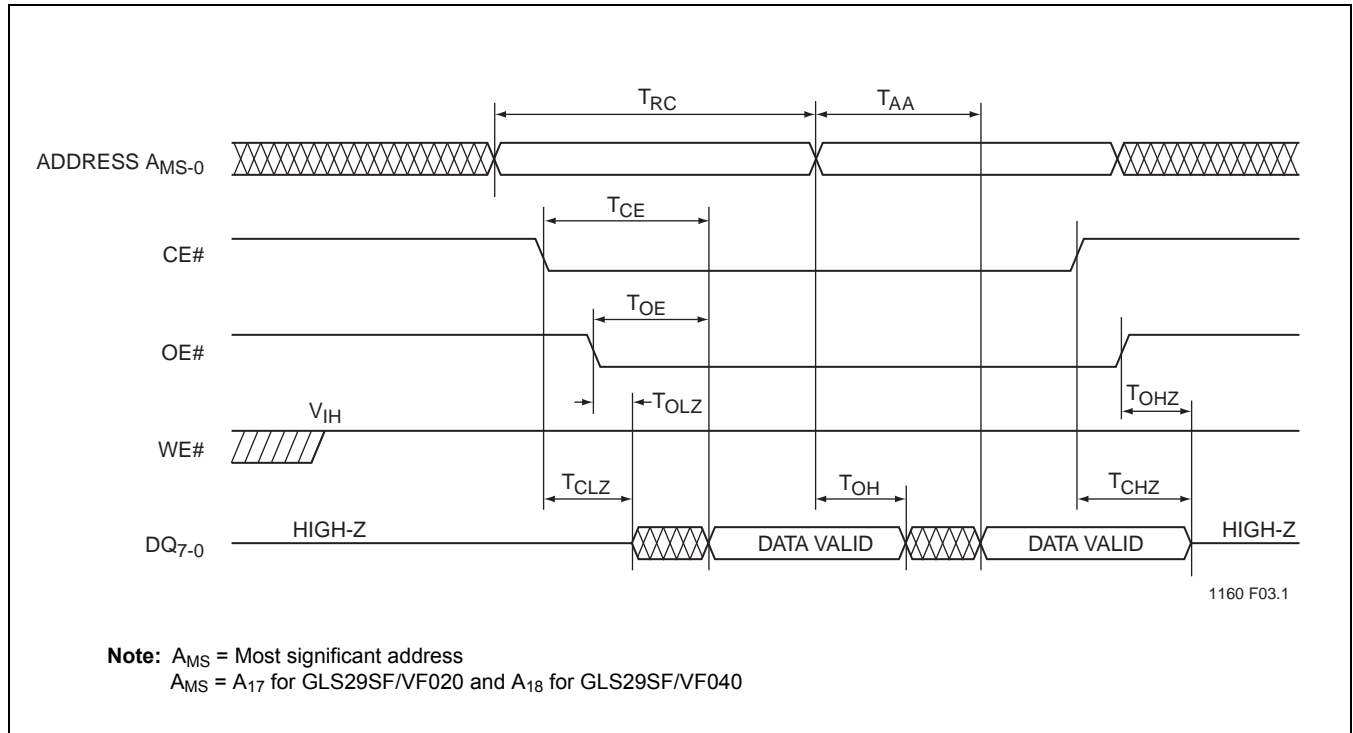 TRC
TAA
ADDRESS AMS-0
TCE
CE#
TOE
OE#
TOLZ
TOHZ
VIH
WE#
TCLZ
TOH
TCHZ
HIGH-Z
DQ7-0
DATA VALID
DATA VALID
HIGH-Z
1160 F03.1
Note: AMS = Most significant address
AMS = A17 for GLS29SF/VF020 and A18 for GLS29SF/VF040